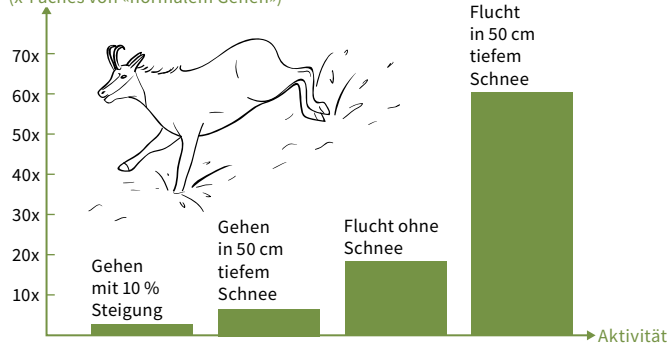 (x-Faches von «normalem Gehen»)
70x
60x
50x
40x
30x
20x
10x
Gehen
mit 10 %
Steigung
Gehen
in 50 cm
tiefem
Schnee
Flucht ohne
Schnee
Flucht
in 50 cm
tiefem
Schnee
Aktivität